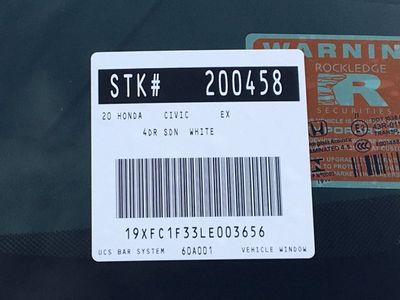 STK# 200458
20 HONDA CIVIC EX
4DR SDN WHITE
19XFC1F33LE003656
UCS BAR SYSTEM 60A001 VEHICLE WINDOW
WARNIN
ROCKLEDGE
R
SECURITIES